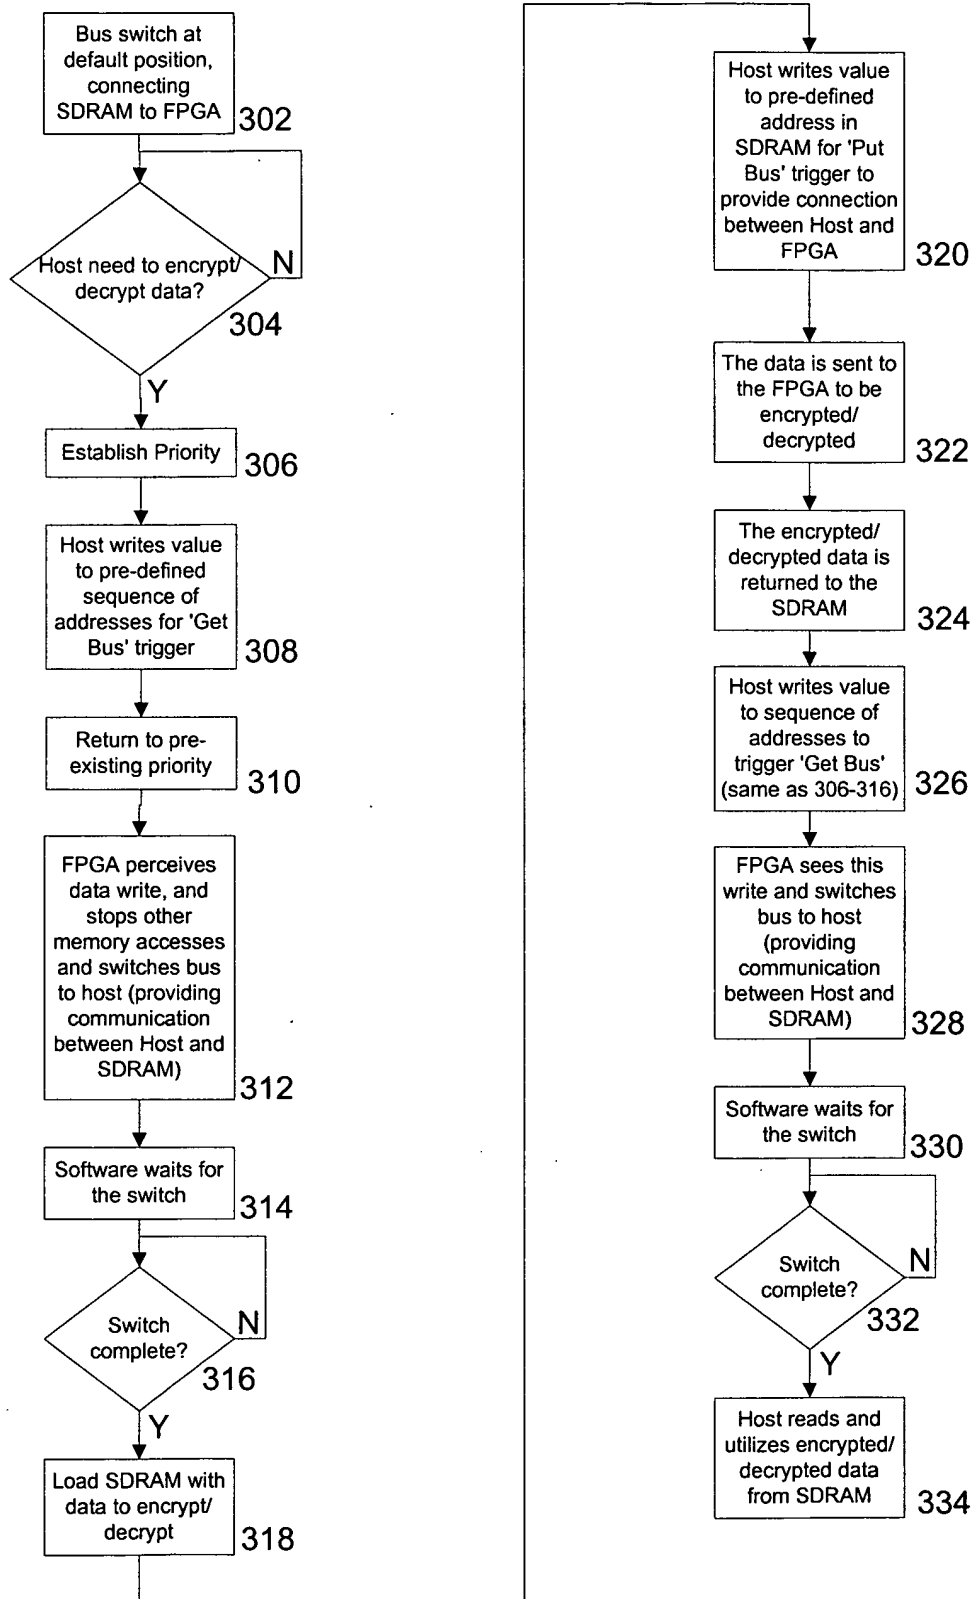 Bus switch at
default position,
connecting
SDRAM to FPGA
302
Host need to encrypt/
decrypt data?
N
304
Y
Establish Priority
306
Host writes value
to pre-defined
sequence of
addresses for 'Get
Bus' trigger
308
Return to pre-
existing priority
310
FPGA perceives
data write, and
stops other
memory accesses
and switches bus
to host (providing
communication
between Host and
SDRAM)
312
Software waits for
the switch
314
Switch
complete?
N
316
Y
Load SDRAM with
data to encrypt/
decrypt
318
Host writes value
to pre-defined
address in
SDRAM for 'Put
Bus' trigger to
provide connection
between Host and
FPGA
320
The data is sent to
the FPGA to be
encrypted/
decrypted
322
The encrypted/
decrypted data is
returned to the
SDRAM
324
Host writes value
to sequence of
addresses to
trigger 'Get Bus'
(same as 306-316)
326
FPGA sees this
write and switches
bus to host
(providing
communication
between Host and
SDRAM)
328
Software waits for
the switch
330
Switch
complete?
N
332
Y
Host reads and
utilizes encrypted/
decrypted data
from SDRAM
334